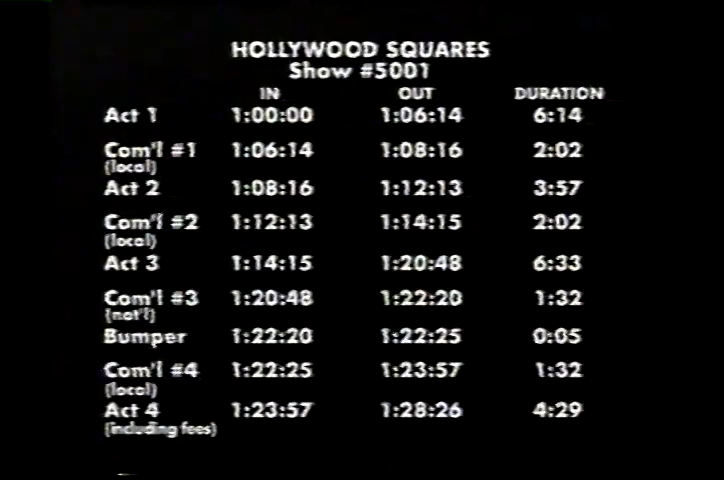 HOLLYWOOD SQUARES
Show #5001
IN OUT DURATION
Act 1 1:00:00 1:06:14 6:14
Com'l #1 1:06:14 1:08:16 2:02
(local)
Act 2 1:08:16 1:12:13 3:57
Com'l #2 1:12:13 1:14:15 2:02
(local)
Act 3 1:14:15 1:20:48 6:33
Com'l #3 1:20:48 1:22:20 1:32
(nat'l)
Bumper 1:22:20 1:22:25 0:05
Com'l #4 1:22:25 1:23:57 1:32
(local)
Act 4 1:23:57 1:28:26 4:29
(including fees)